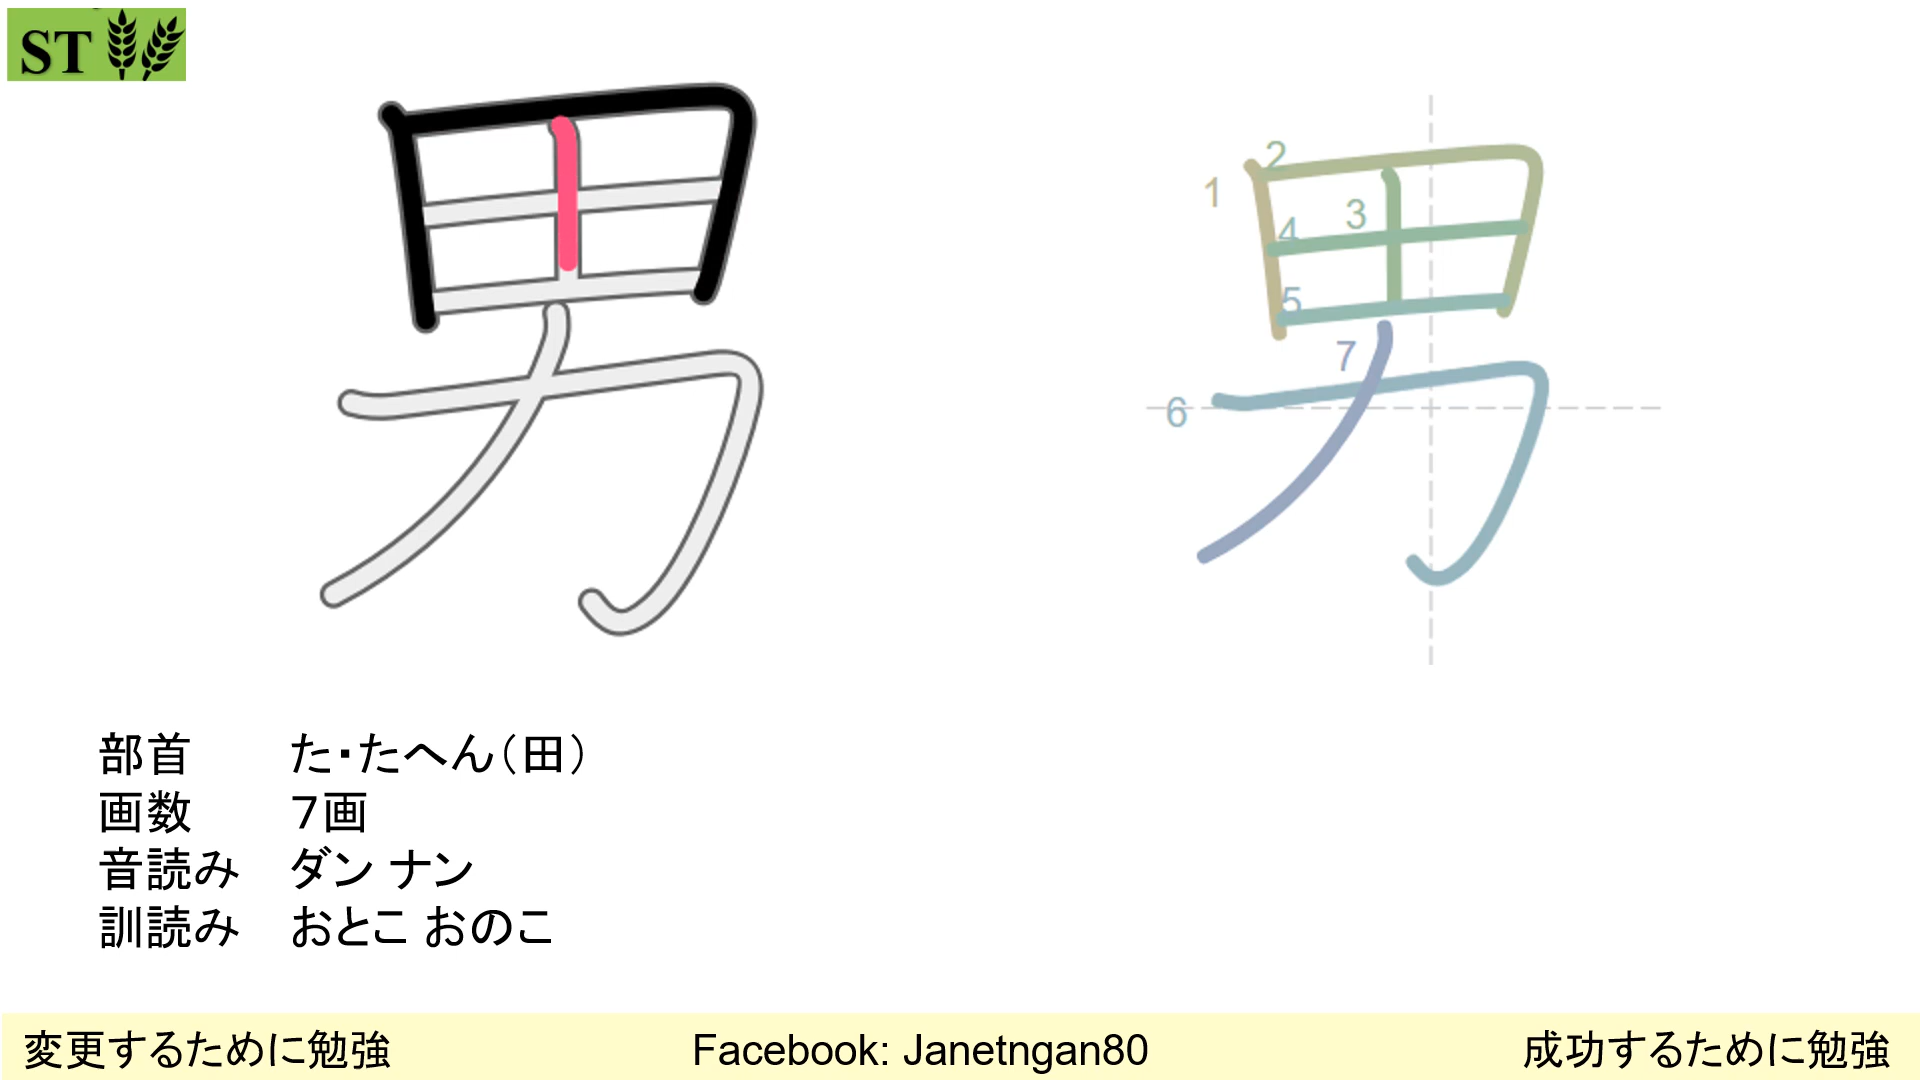 ST
男
男
1
2
3
4
5
6
7
部首 た・たへん（田）
画数 ７画
音読み ダン ナン
訓読み おとこ おのこ
変更するために勉強 Facebook: Janetngan80 成功するために勉強